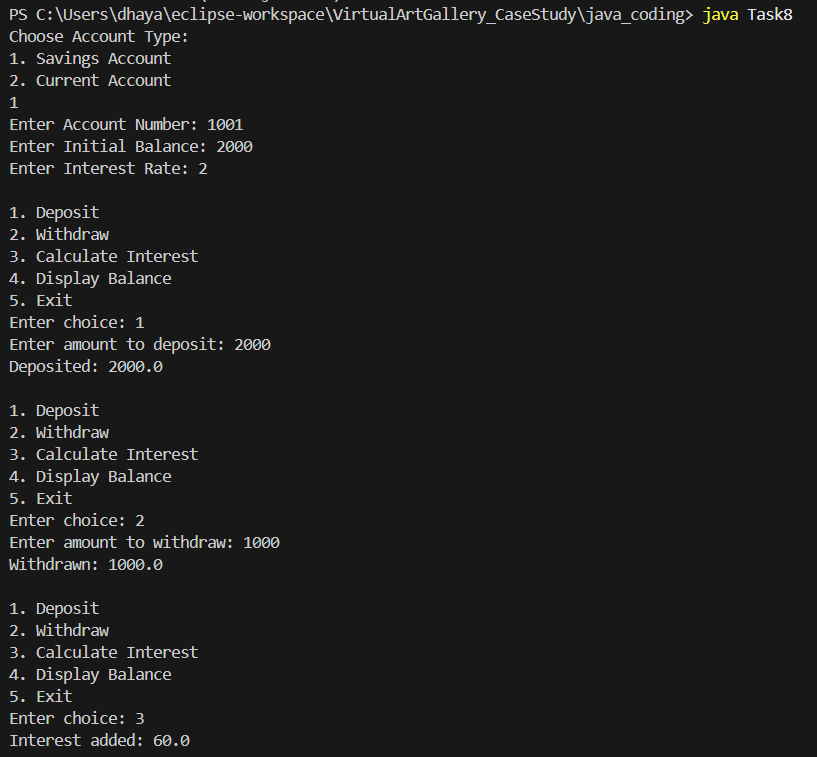 PS C:\Users\dhaya\eclipse-workspace\VirtualArtGallery_CaseStudy\java_coding> java Task8
Choose Account Type:
1. Savings Account
2. Current Account
1
Enter Account Number: 1001
Enter Initial Balance: 2000
Enter Interest Rate: 2
1. Deposit
2. Withdraw
3. Calculate Interest
4. Display Balance
5. Exit
Enter choice: 1
Enter amount to deposit: 2000
Deposited: 2000.0
1. Deposit
2. Withdraw
3. Calculate Interest
4. Display Balance
5. Exit
Enter choice: 2
Enter amount to withdraw: 1000
Withdrawn: 1000.0
1. Deposit
2. Withdraw
3. Calculate Interest
4. Display Balance
5. Exit
Enter choice: 3
Interest added: 60.0